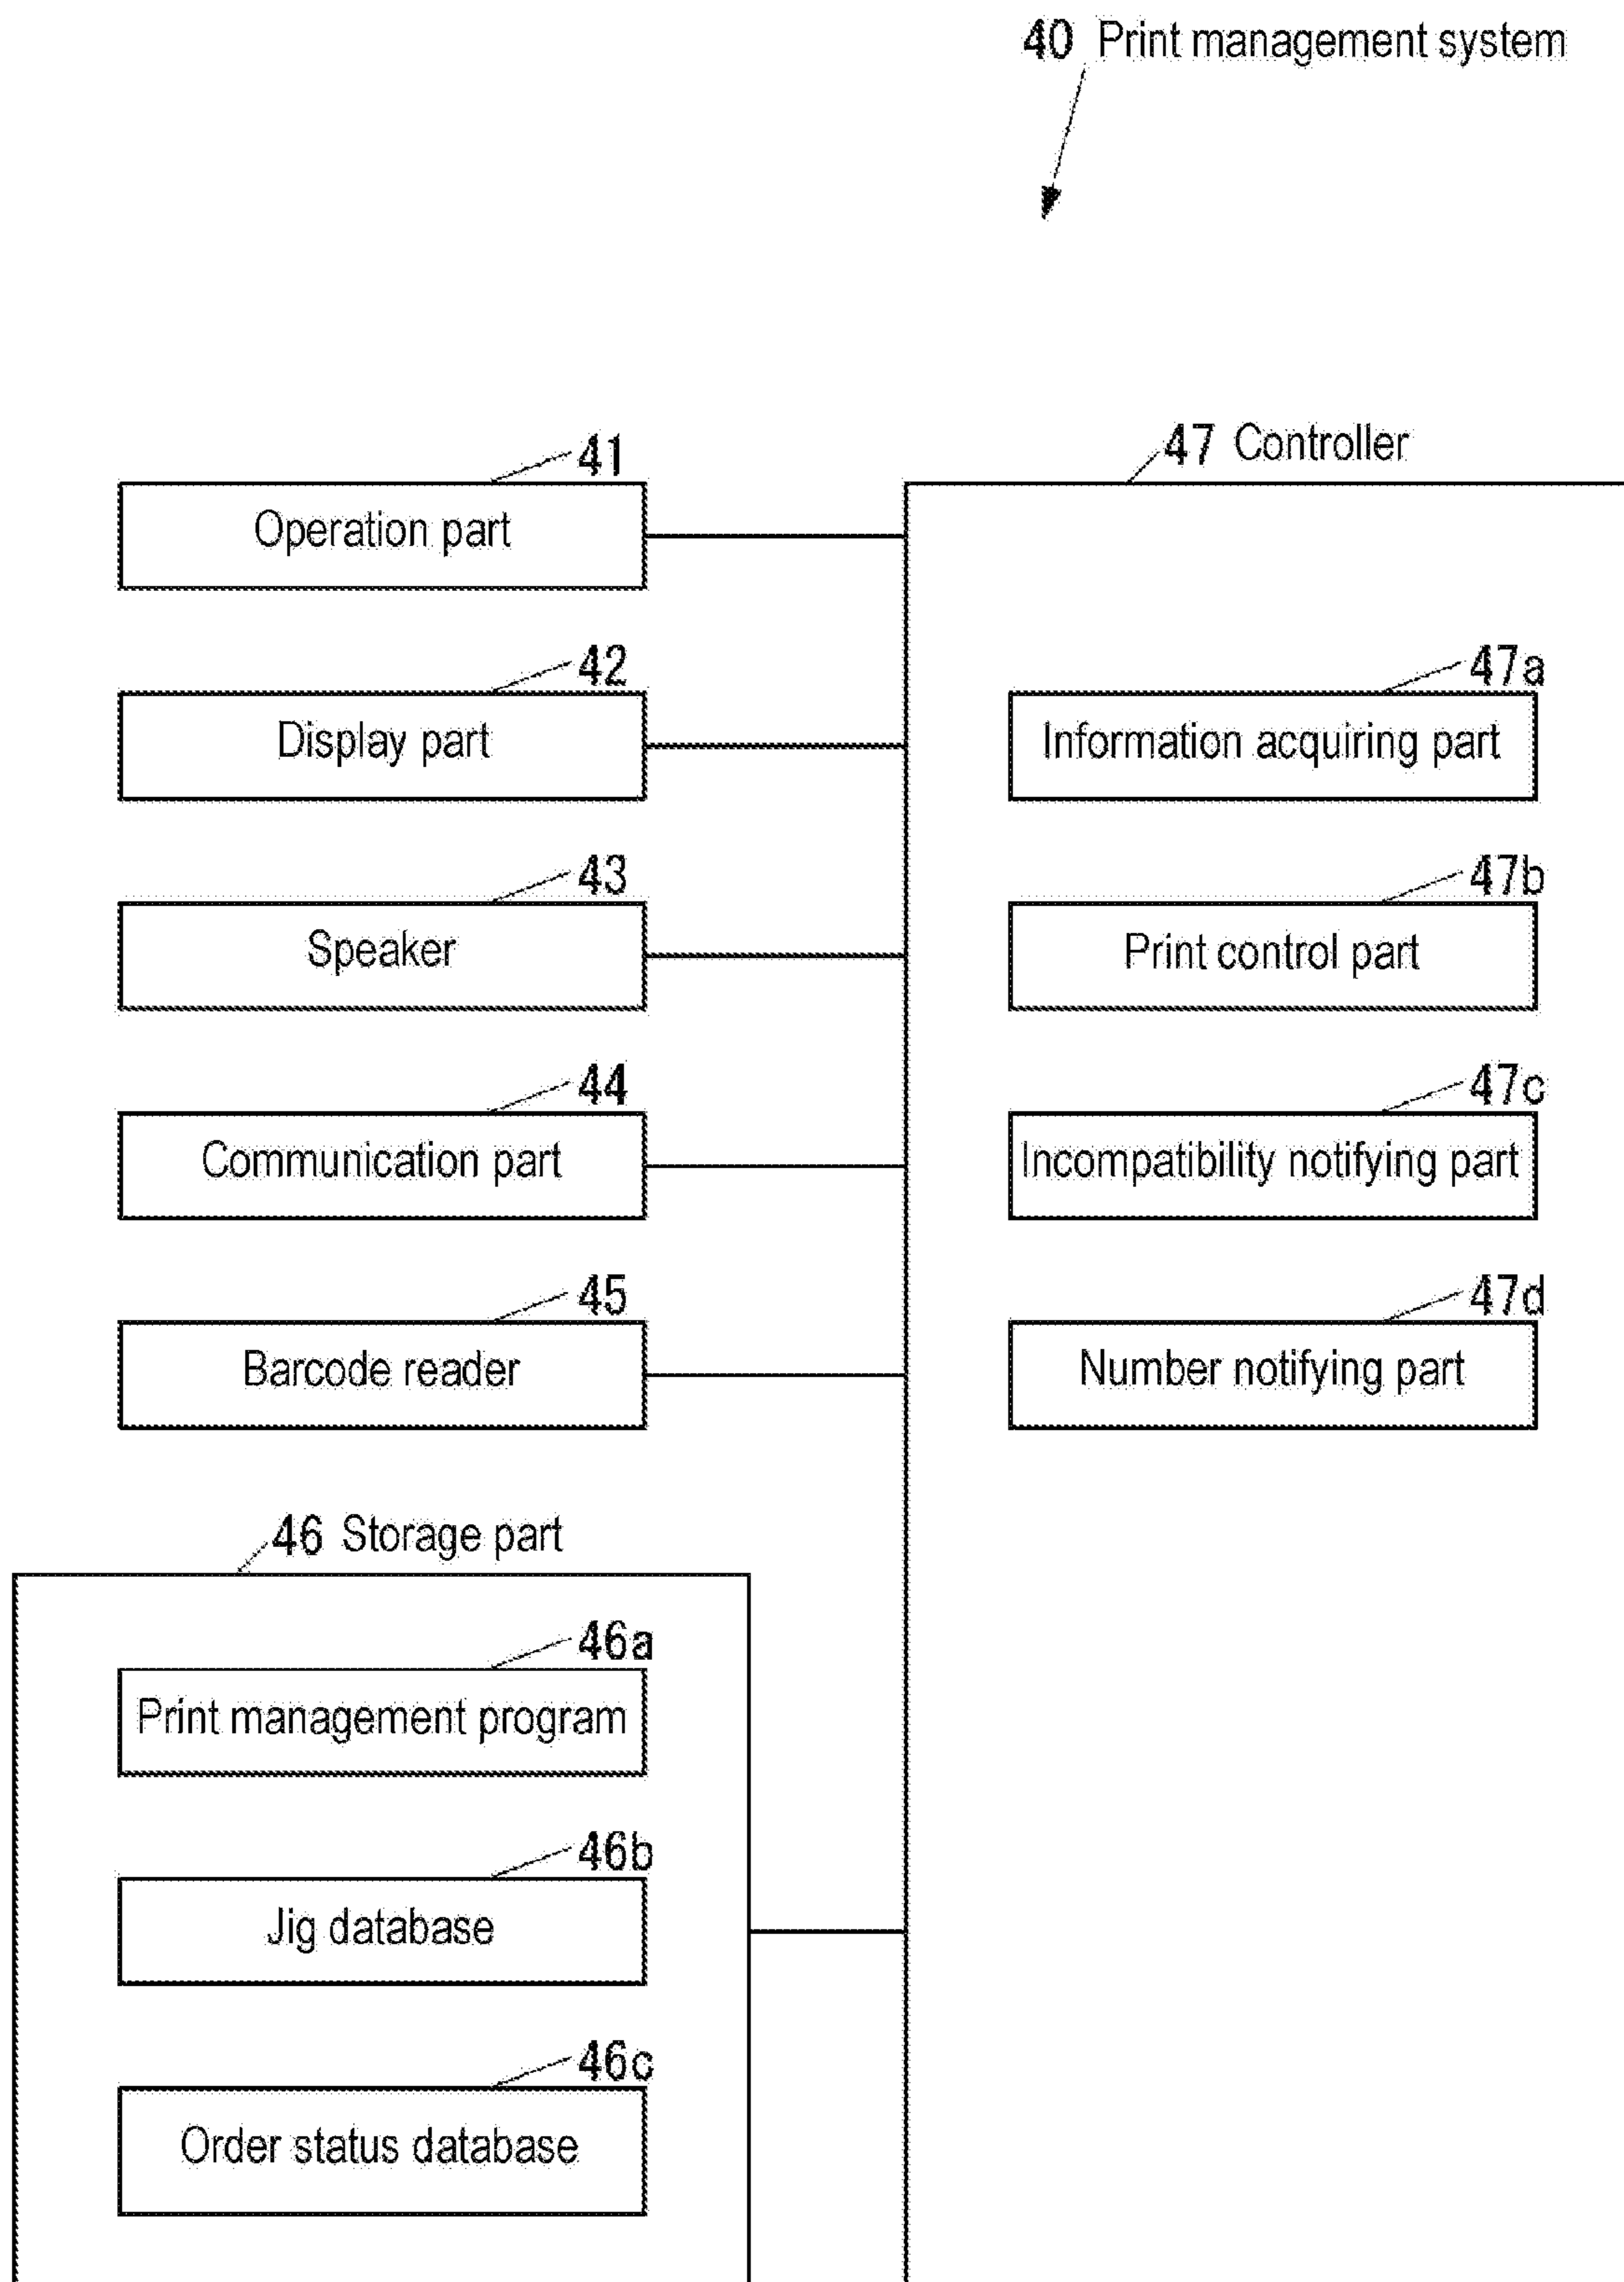 40 Print management system
41
Operation part
42
Display part
43
Speaker
44
Communication part
45
Barcode reader
46 Storage part
46a
Print management program
46b
Jig database
46c
Order status database
47 Controller
47a
Information acquiring part
47b
Print control part
47c
Incompatibility notifying part
47d
Number notifying part